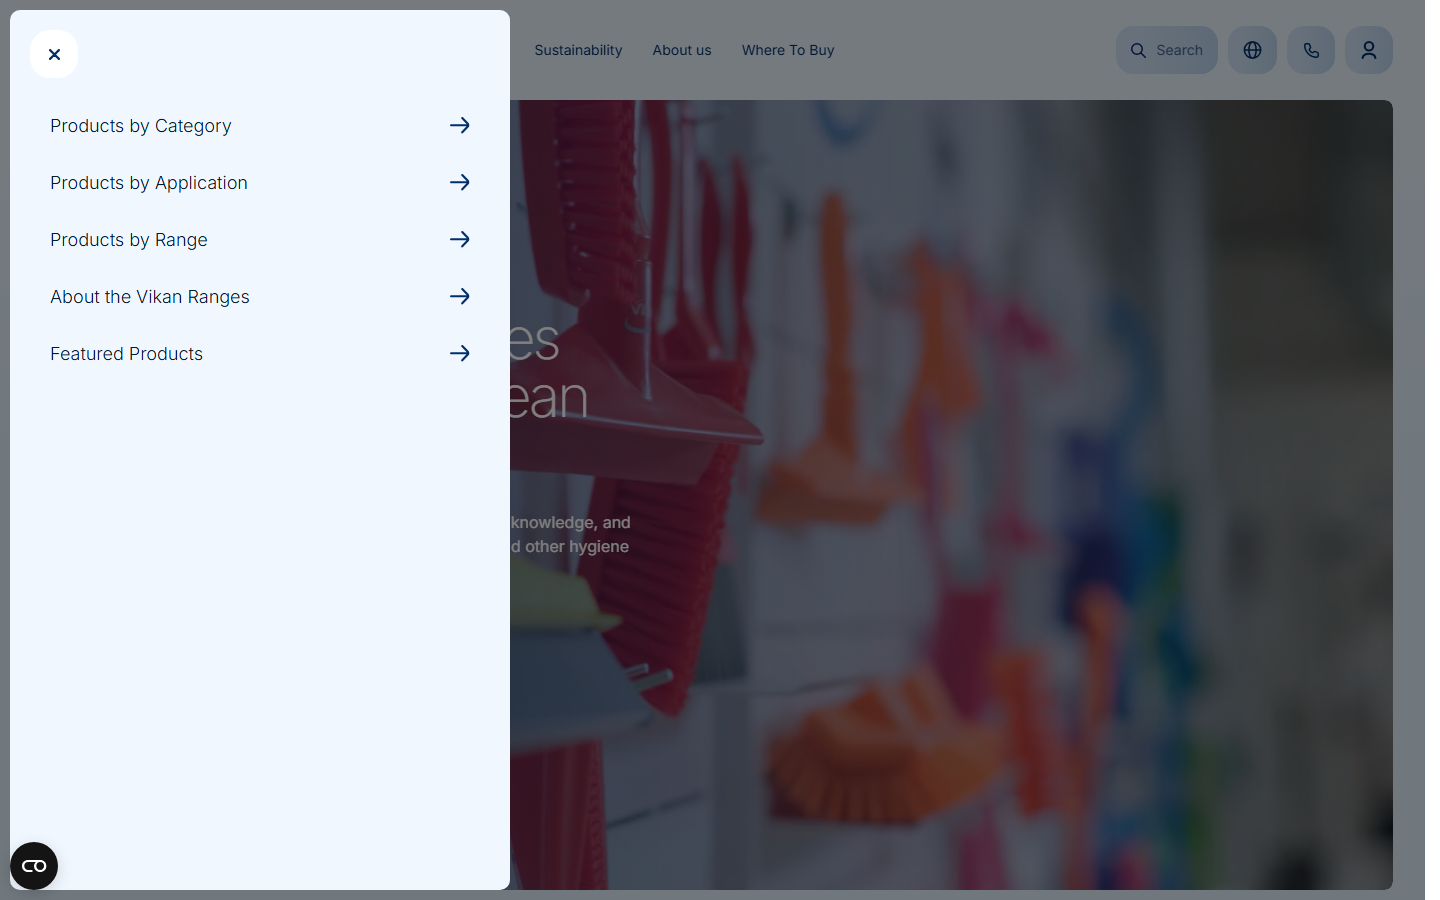 Sustainability
About us
Where To Buy
Search
Products by Category
Products by Application
Products by Range
About the Vikan Ranges
Featured Products
es
ean
knowledge, and
d other hygiene